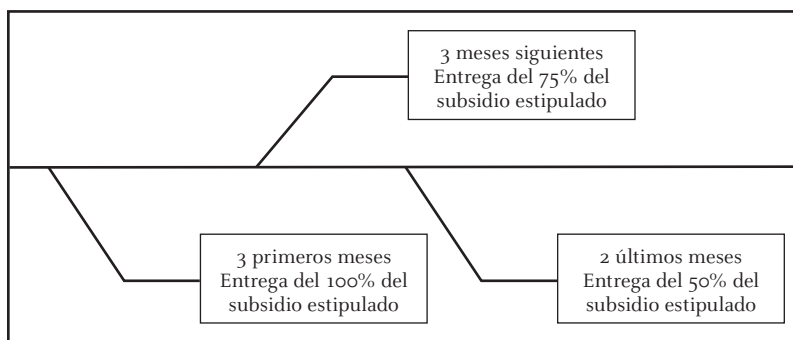 3 meses siguientes
Entrega del 75% del
subsidio estipulado
3 primeros meses
Entrega del 100% del
subsidio estipulado
2 últimos meses
Entrega del 50% del
subsidio estipulado